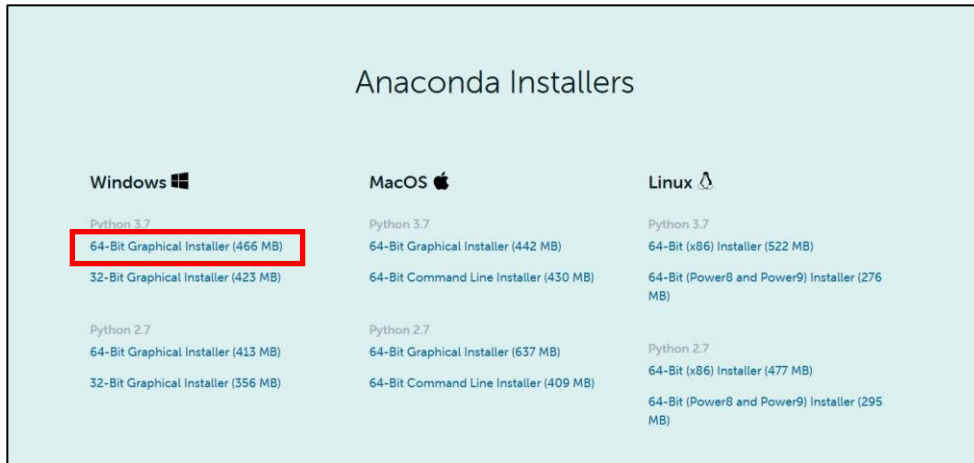 Anaconda Installers
Windows
Python 3.7
64-Bit Graphical Installer (466 MB)
32-Bit Graphical Installer (423 MB)
Python 2.7
64-Bit Graphical Installer (413 MB)
32-Bit Graphical Installer (356 MB)
MacOS
Python 3.7
64-Bit Graphical Installer (442 MB)
64-Bit Command Line Installer (430 MB)
Python 2.7
64-Bit Graphical Installer (637 MB)
64-Bit Command Line Installer (409 MB)
Linux
Python 3.7
64-Bit (x86) Installer (522 MB)
64-Bit (Power8 and Power9) Installer (276
MB)
Python 2.7
64-Bit (x86) Installer (477 MB)
64-Bit (Power8 and Power9) Installer (295
MB)